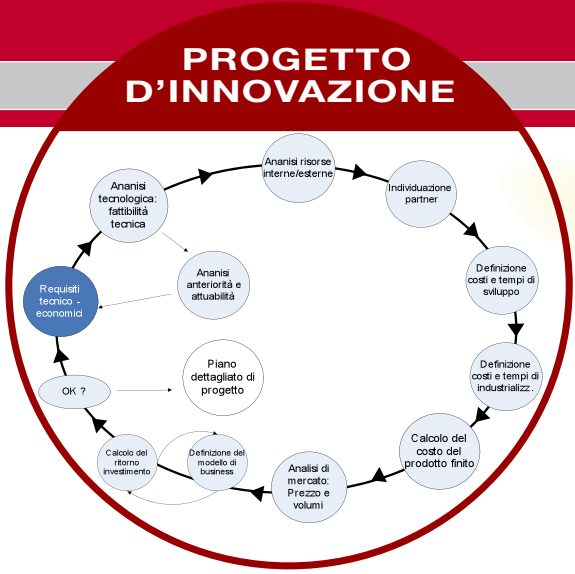 PROGETTO
D'INNOVAZIONE
Ananisi risorse
interne/esterne
Individuazione
partner
Definizione
costi e tempi di
sviluppo
Definizione
costi e tempi di
industrializz.
Calcolo del
costo del
prodotto finito
Analisi di
mercato:
Prezzo e
volumi
Definizione del
modello di
business
Calcolo del
ritorno
investimento
OK ?
Piano
dettagliato di
progetto
Requisiti
tecnico -
economici
Ananisi
tecnologica:
fattibilità
tecnica
Ananisi
anteriorità e
attuabilità